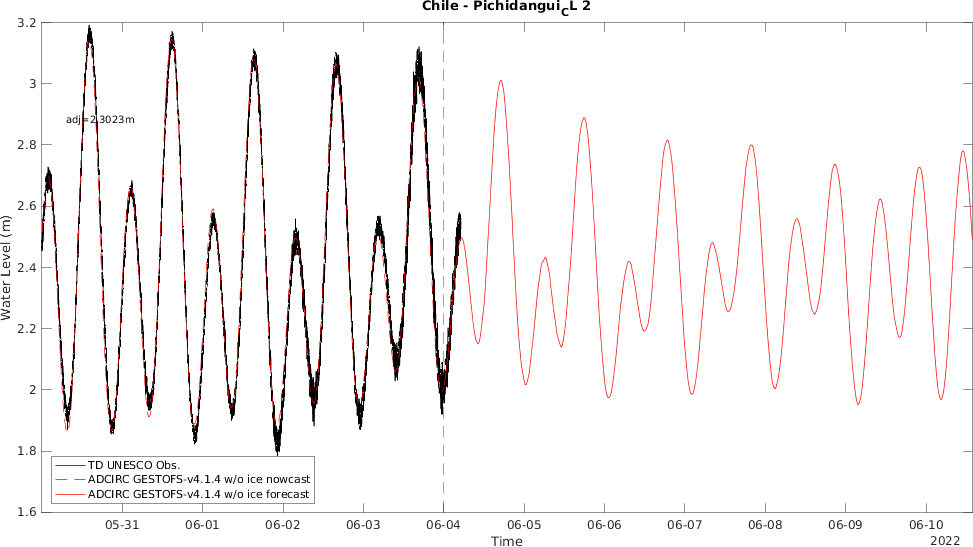 Chile - Pichidangui_CL 2
3.2
3
2.8
2.6
2.4
2.2
2
1.8
1.6
Water Level (m)
adj=2.3023m
TD UNESCO Obs.
ADCIRC GESTOFS-v4.1.4 w/o ice nowcast
ADCIRC GESTOFS-v4.1.4 w/o ice forecast
05-31 06-01 06-02 06-03 06-04 06-05 06-06 06-07 06-08 06-09 06-10
Time
2022